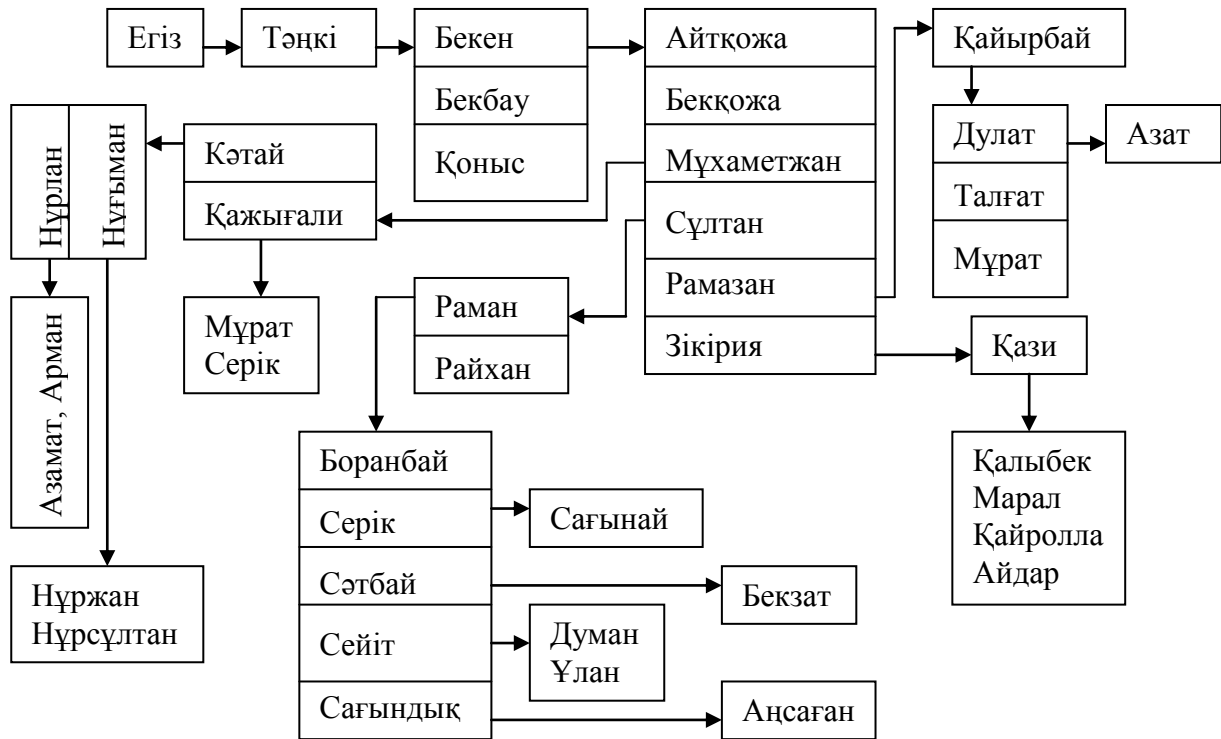 Егіз
Тәңкі
Бекен
Бекбау
Қоныс
Айтқожа
Бекқожа
Мұхаметжан
Сұлтан
Рамазан
Зікірия
Қайырбай
Дулат
Талғат
Мұрат
Азат
Кәтай
Қажығали
Нұрлан
Нұғыман
Азамат, Арман
Нұржан
Нұрсұлтан
Мұрат
Серік
Раман
Райхан
Боранбай
Серік
Сәтбай
Сейіт
Сағындық
Сағынай
Бекзат
Думан
Ұлан
Аңсаған
Қази
Қалыбек
Марал
Қайролла
Айдар